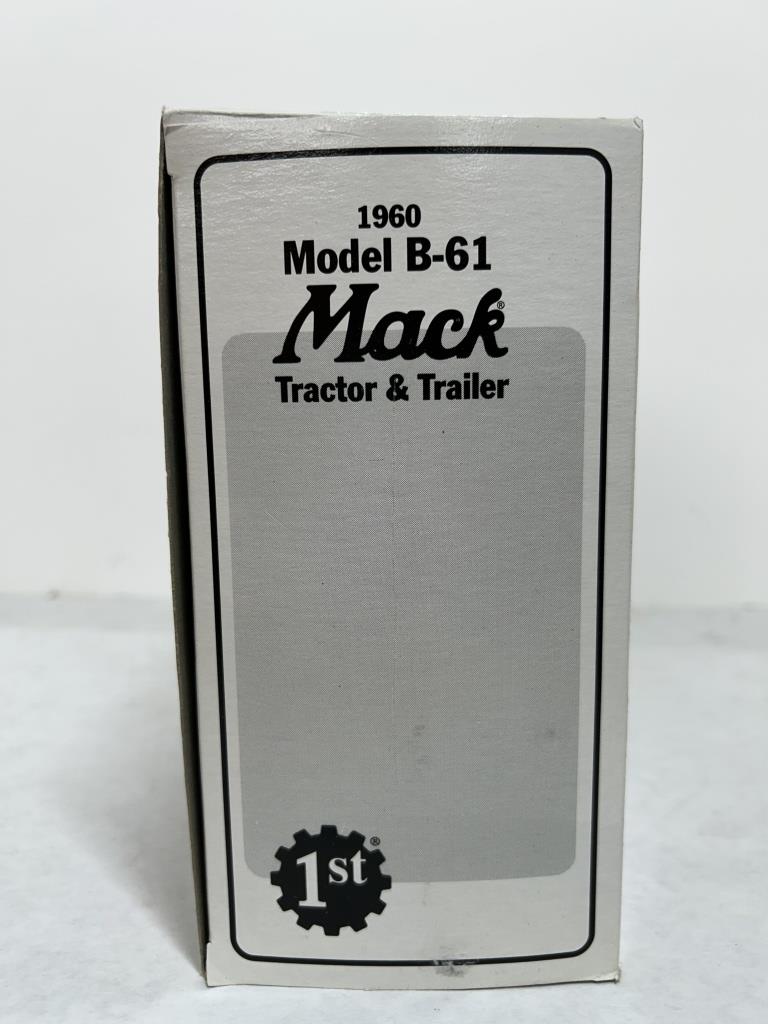 1960
Model B-61
Mack®
Tractor & Trailer
1st®